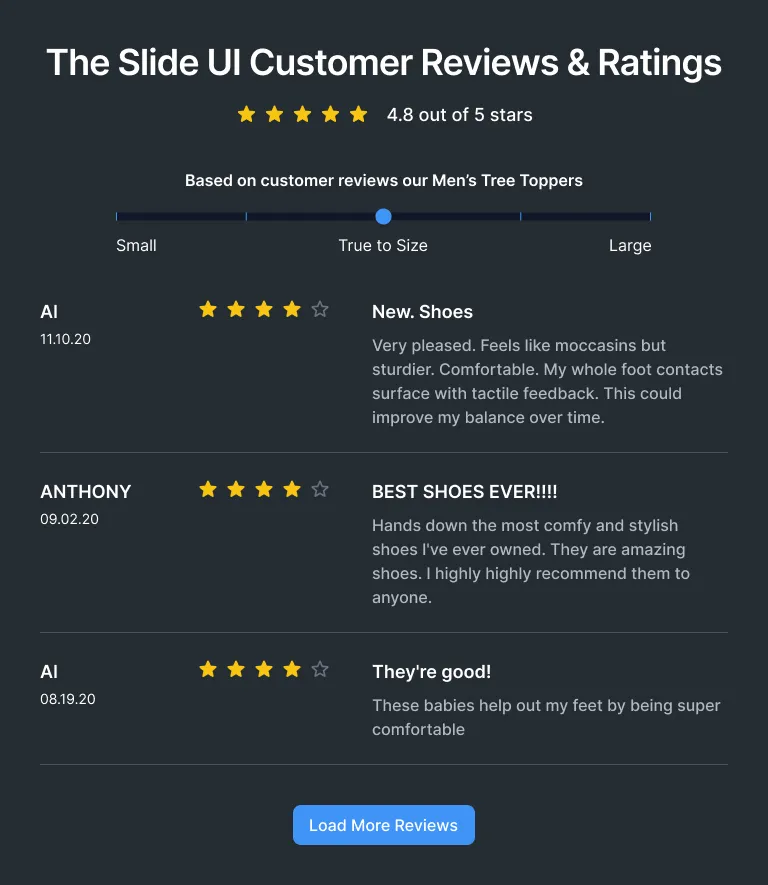 The Slide UI Customer Reviews & Ratings
4.8 out of 5 stars
Based on customer reviews our Men’s Tree Toppers
Small True to Size Large
Al
11.10.20
New. Shoes
Very pleased. Feels like moccasins but
sturdier. Comfortable. My whole foot contacts
surface with tactile feedback. This could
improve my balance over time.
ANTHONY
09.02.20
BEST SHOES EVER!!!!
Hands down the most comfy and stylish
shoes I've ever owned. They are amazing
shoes. I highly highly recommend them to
anyone.
Al
08.19.20
They're good!
These babies help out my feet by being super
comfortable
Load More Reviews